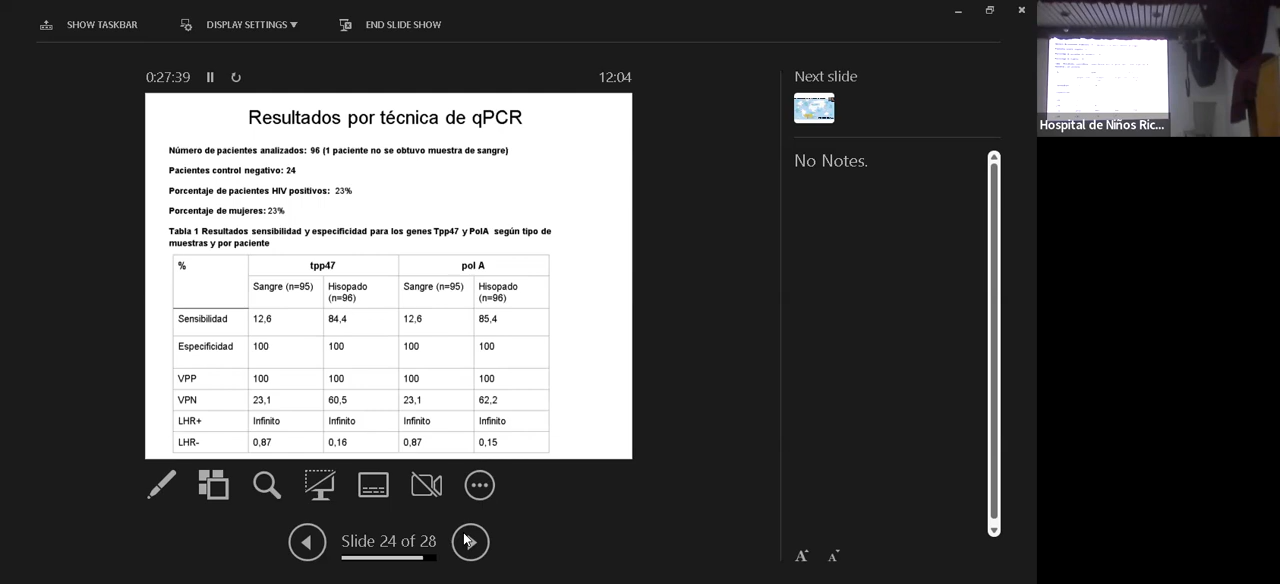 SHOW TASKBAR
DISPLAY SETTINGS ▼
END SLIDE SHOW
0:27:39
12:04
Next slide
No Notes.
Resultados por técnica de qPCR
Número de pacientes analizados: 96 (1 paciente no se obtuvo muestra de sangre)
Pacientes control negativo: 24
Porcentaje de pacientes HIV positivos: 23%
Porcentaje de mujeres: 23%
Tabla 1 Resultados sensibilidad y especificidad para los genes Tpp47 y PolA según tipo de
muestras y por paciente
% tpp47 pol A
Sangre (n=95) Hisopado (n=96) Sangre (n=95) Hisopado (n=96)
Sensibilidad 12,6 84,4 12,6 85,4
Especificidad 100 100 100 100
VPP 100 100 100 100
VPN 23,1 60,5 23,1 62,2
LHR+ Infinito Infinito Infinito Infinito
LHR- 0,87 0,16 0,87 0,15
Slide 24 of 28
A A
Hospital de Niños Ric...